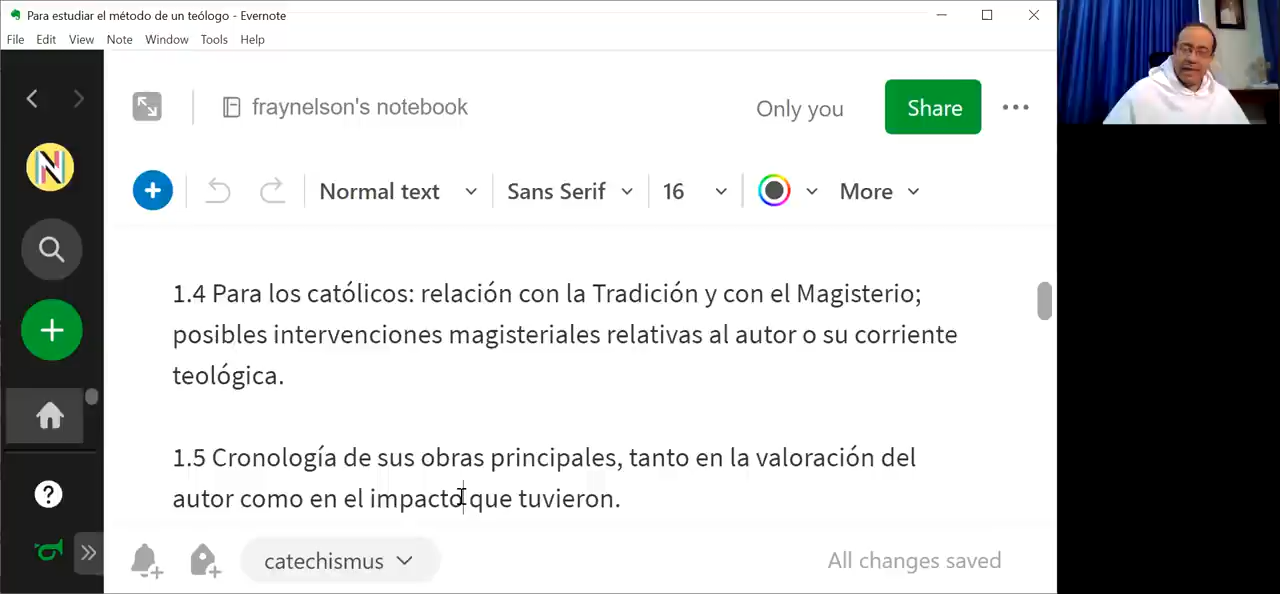 Para estudiar el método de un teólogo - Evernote
File Edit View Note Window Tools Help
fraynelson's notebook
Only you
Share
Normal text
Sans Serif
16
More
1.4 Para los católicos: relación con la Tradición y con el Magisterio;
posibles intervenciones magisteriales relativas al autor o su corriente
teológica.
1.5 Cronología de sus obras principales, tanto en la valoración del
autor como en el impacto que tuvieron.
catechismus
All changes saved